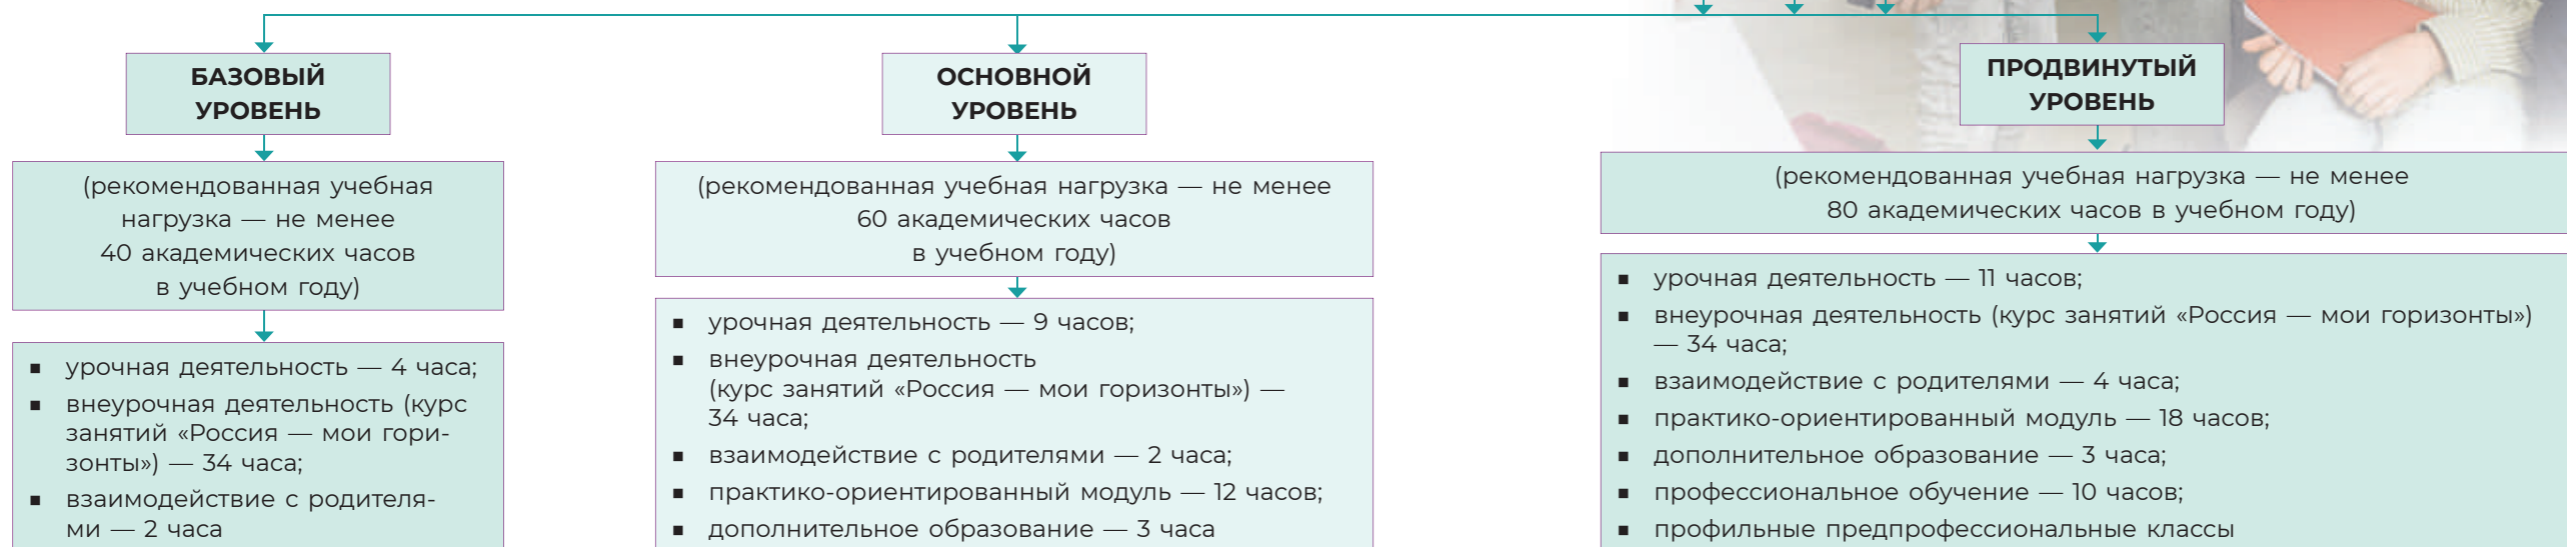 БАЗОВЫЙ
УРОВЕНЬ
(рекомендованная учебная
нагрузка — не менее
40 академических часов
в учебном году)
▪ урочная деятельность — 4 часа;
▪ внеурочная деятельность (курс
занятий «Россия — мои гори-
зонты») — 34 часа;
▪ взаимодействие с родителя-
ми — 2 часа
ОСНОВНОЙ
УРОВЕНЬ
(рекомендованная учебная нагрузка — не менее
60 академических часов
в учебном году)
▪ урочная деятельность — 9 часов;
▪ внеурочная деятельность
(курс занятий «Россия — мои горизонты») —
34 часа;
▪ взаимодействие с родителями — 2 часа;
▪ практико-ориентированный модуль — 12 часов;
▪ дополнительное образование — 3 часа
ПРОДВИНУТЫЙ
УРОВЕНЬ
(рекомендованная учебная нагрузка — не менее
80 академических часов в учебном году)
▪ урочная деятельность — 11 часов;
▪ внеурочная деятельность (курс занятий «Россия — мои горизонты»)
— 34 часа;
▪ взаимодействие с родителями — 4 часа;
▪ практико-ориентированный модуль — 18 часов;
▪ дополнительное образование — 3 часа;
▪ профессиональное обучение — 10 часов;
▪ профильные предпрофессиональные классы